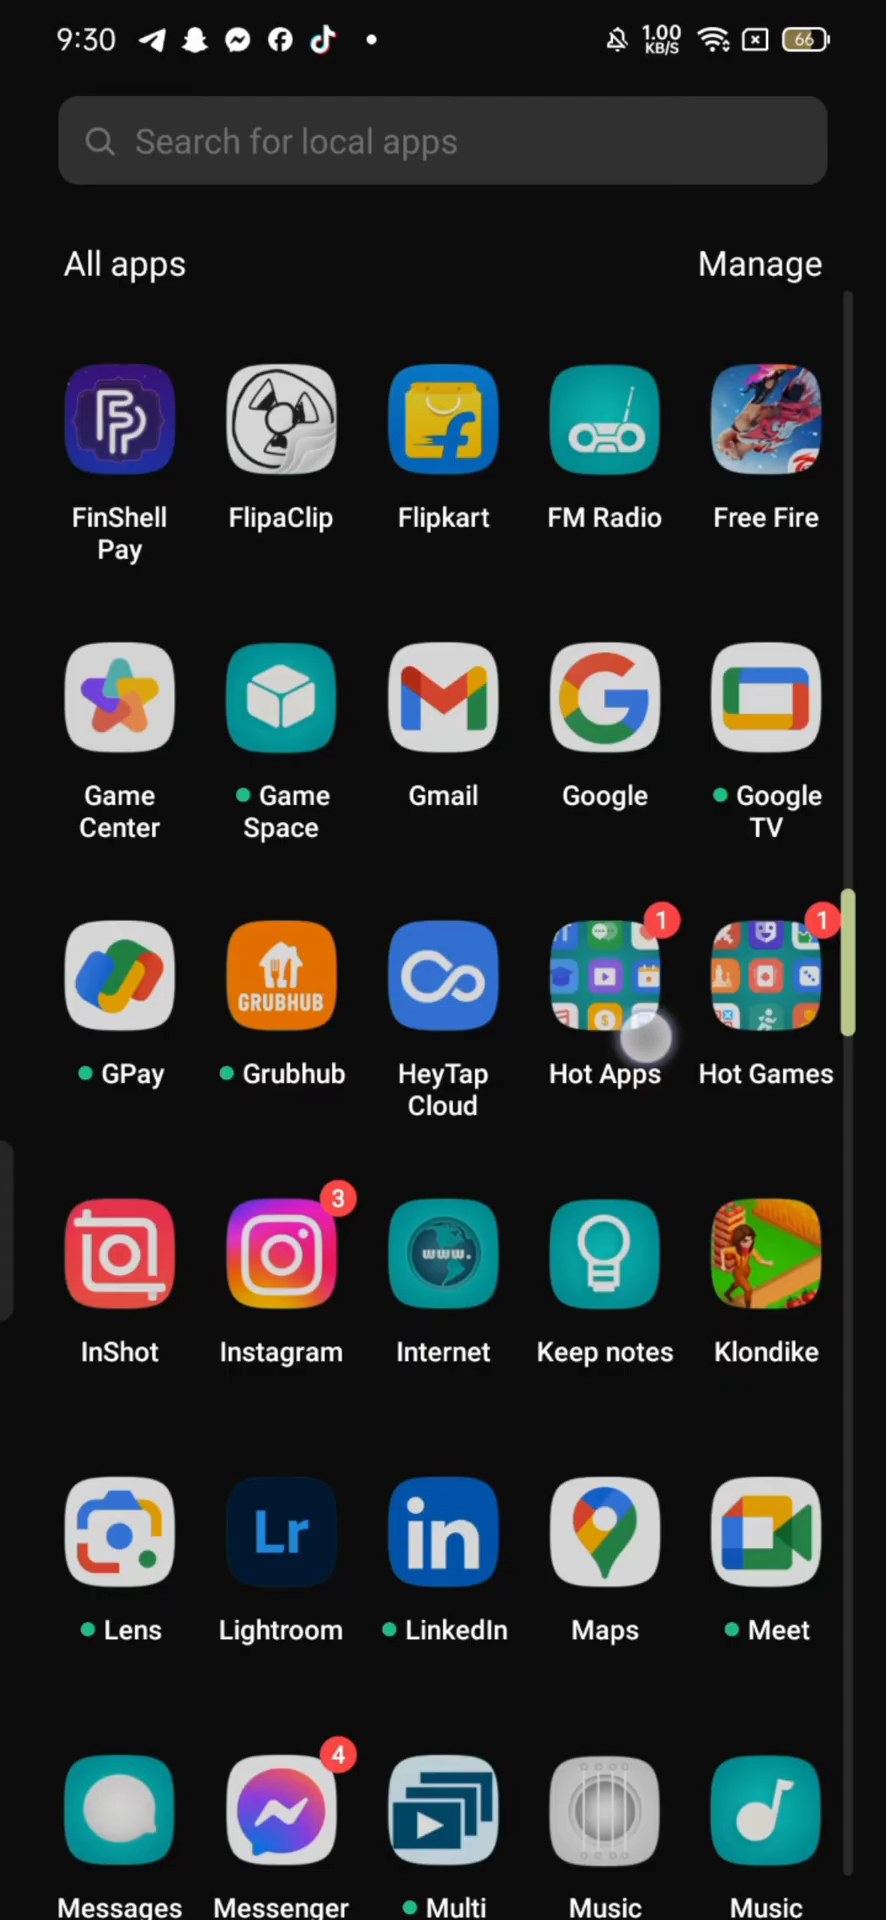 9:30
1.00
KB/S
66
Search for local apps
All apps
Manage
FinShell
Pay
FlipaClip
Flipkart
FM Radio
Free Fire
Game
Center
Game
Space
Gmail
Google
Google
TV
GRUBHUB
1
1
GPay
Grubhub
HeyTap
Cloud
Hot Apps
Hot Games
3
www.
InShot
Instagram
Internet
Keep notes
Klondike
Lr
in
Lens
Lightroom
LinkedIn
Maps
Meet
4
Messages
Messenger
Multi
Music
Music